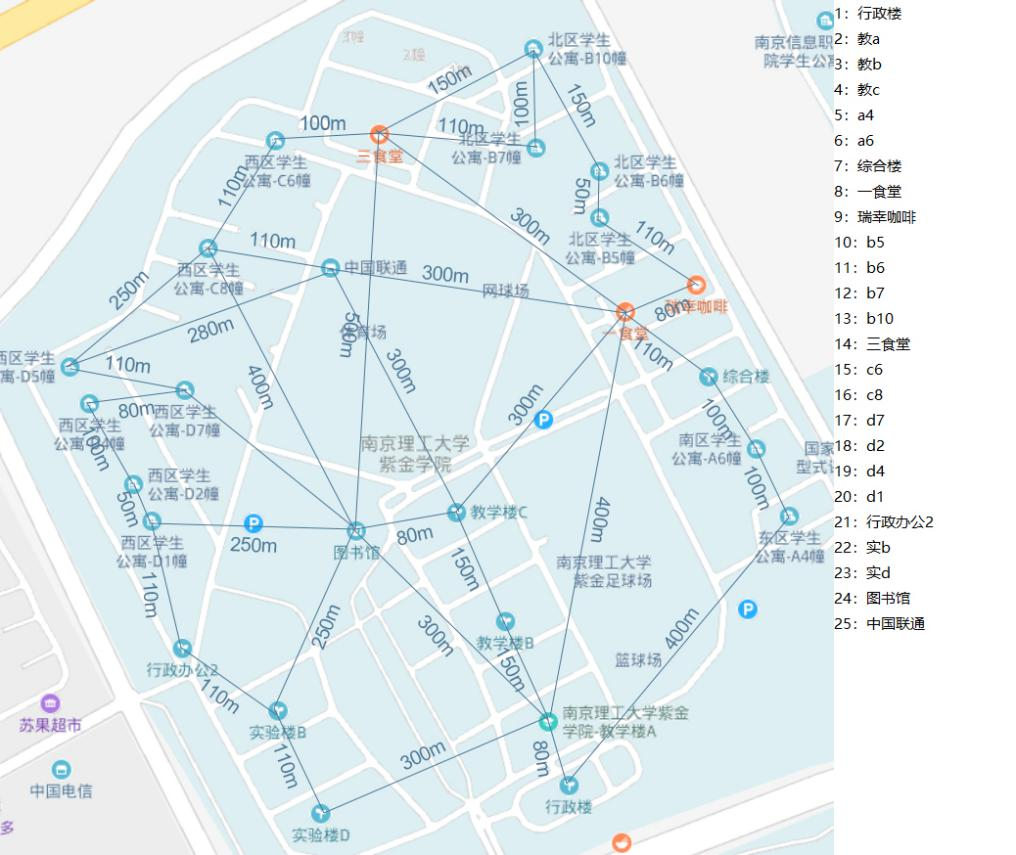 3幢
2幢
北区学生
公寓-B10幢
南京信息职
院学生公寓
150m
100m
150m
100m
三食堂
110m
北区学生
公寓-B7幢
西区学生
公寓-C6幢
北区学生
公寓-B6幢
50m
110m
300m
北区学生
公寓-B5幢
110m
110m
西区学生
公寓-C8幢
中国联通
300m
网球场
250m
瑞幸咖啡
80m
一食堂
280m
500m
110m
300m
西区学生
寓-D5幢
110m
400m
300m
综合楼
80m
西区学生
公寓-D7幢
西区学生
100m
100m
南京理工大学
紫金学院
南区学生
公寓-A6幢
国家
型式
西区学生
公寓-D2幢
50m
100m
西区学生
公寓-D1幢
250m
图书馆
80m
教学楼C
400m
东区学生
公寓-A4幢
150m
南京理工大学
紫金足球场
110m
250m
300m
教学楼B
400m
篮球场
行政办公2
150m
110m
苏果超市
实验楼B
南京理工大学紫金
学院-教学楼A
110m
300m
80m
中国电信
行政楼
多
实验楼D
1：行政楼
2：教a
3：教b
4：教c
5：a4
6：a6
7：综合楼
8：一食堂
9：瑞幸咖啡
10：b5
11：b6
12：b7
13：b10
14：三食堂
15：c6
16：c8
17：d7
18：d2
19：d4
20：d1
21：行政办公2
22：实b
23：实d
24：图书馆
25：中国联通